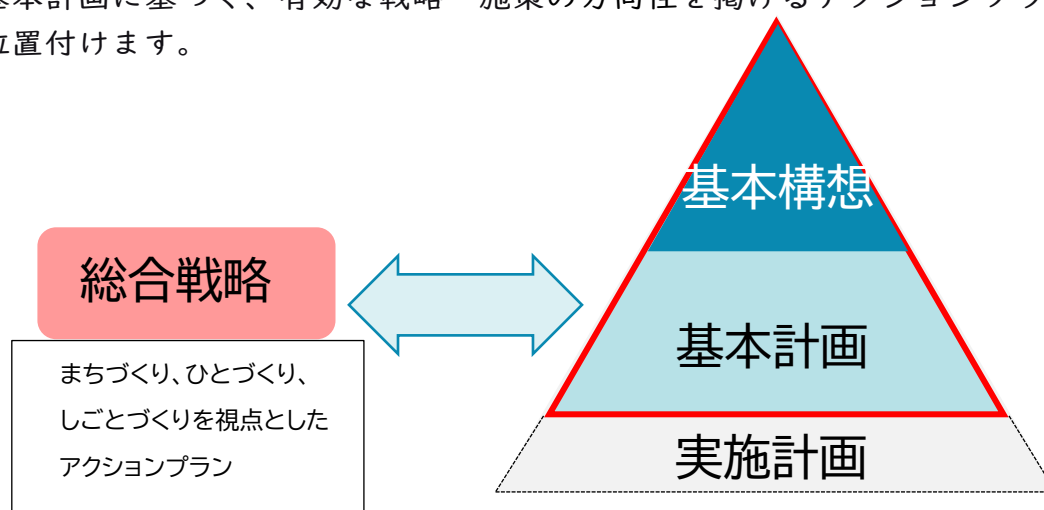 基本計画に基づく、有効な戦略・施策の方向性を掲げるアクションプラ
位置付けます。
基本構想
総合戦略
基本計画
まちづくり、ひとづくり、
しごとづくりを視点とした
アクションプラン
実施計画